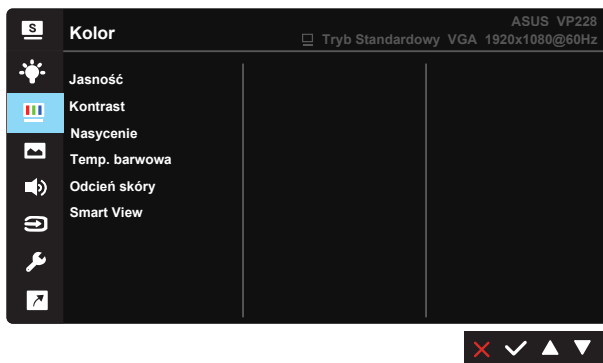 S
Kolor
ASUS VP228
Tryb Standardowy VGA 1920x1080@60Hz
Jasność
Kontrast
Nasycenie
Temp. barwowa
Odcień skóry
Smart View